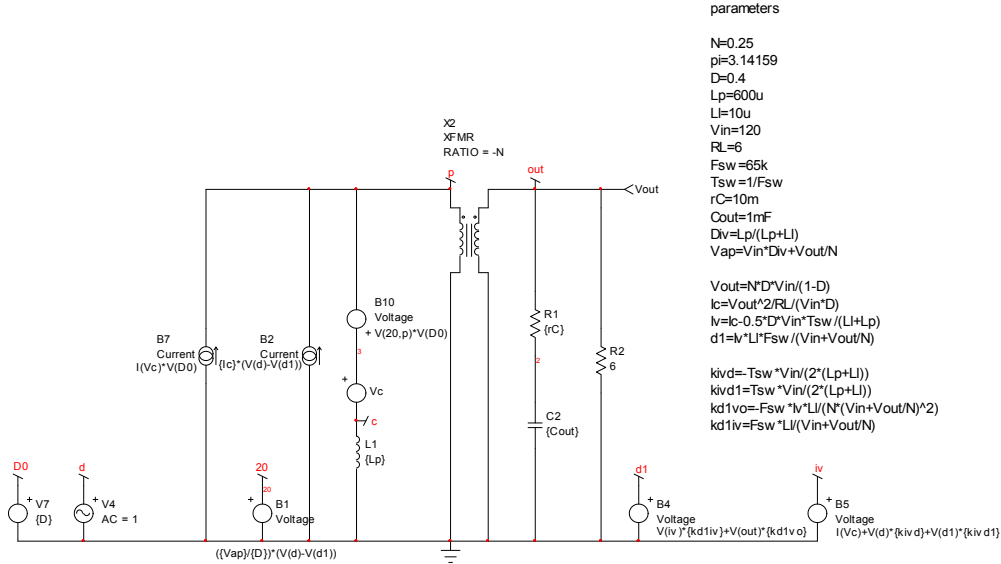 parameters
N=0.25
pi=3.14159
D=0.4
Lp=600u
Ll=10u
Vin=120
RL=6
Fsw=65k
Tsw=1/Fsw
rC=10m
Cout=1mF
Div=Lp/(Lp+Ll)
Vap=Vin*Div+Vout/N
Vout=N*D*Vin/(1-D)
Ic=Vout^2/RL/(Vin*D)
Iv=Ic-0.5*D*Vin*Tsw/(Ll+Lp)
d1=Iv*Ll*Fsw/(Vin+Vout/N)
kivd=-Tsw*Vin/(2*(Lp+Ll))
kivd1=Tsw*Vin/(2*(Lp+Ll))
kd1vo=-Fsw*Iv*Ll/(N*(Vin+Vout/N)^2)
kd1iv=Fsw*Ll/(Vin+Vout/N)
X2
XFMR
RATIO = -N
p
out
Vout
B10
Voltage
+ V(20,p)*V(D0)
3
B7
Current
I(Vc)*V(D0)
B2
Current
{Ic}*(V(d)-V(d1))
+
Vc
c
L1
{Lp}
R1
{rC}
2
R2
6
C2
{Cout}
D0
+
V7
{D}
d
+
V4
AC = 1
20
20
+
B1
Voltage
({Vap}/{D})*(V(d)-V(d1))
d1
+
B4
Voltage
V(iv)*{kd1iv}+V(out)*{kd1vo}
iv
+
B5
Voltage
I(Vc)+V(d)*{kivd}+V(d1)*{kivd1}